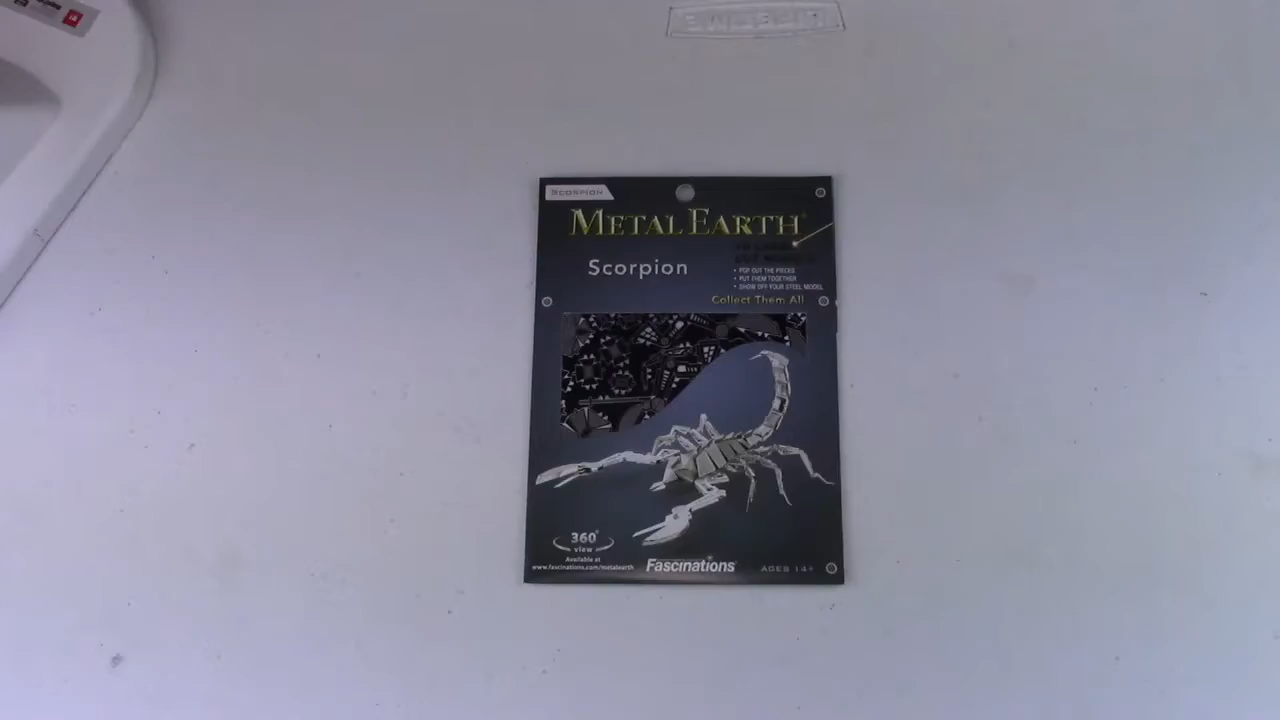 SCORPION
METAL EARTH®
Scorpion
• POP OUT THE PIECES
• PUT THEM TOGETHER
• SHOW OFF YOUR STEEL MODEL
Collect Them All
360°
view
Available at
www.fascinations.com/metalearth
Fascinations®
AGES 14+